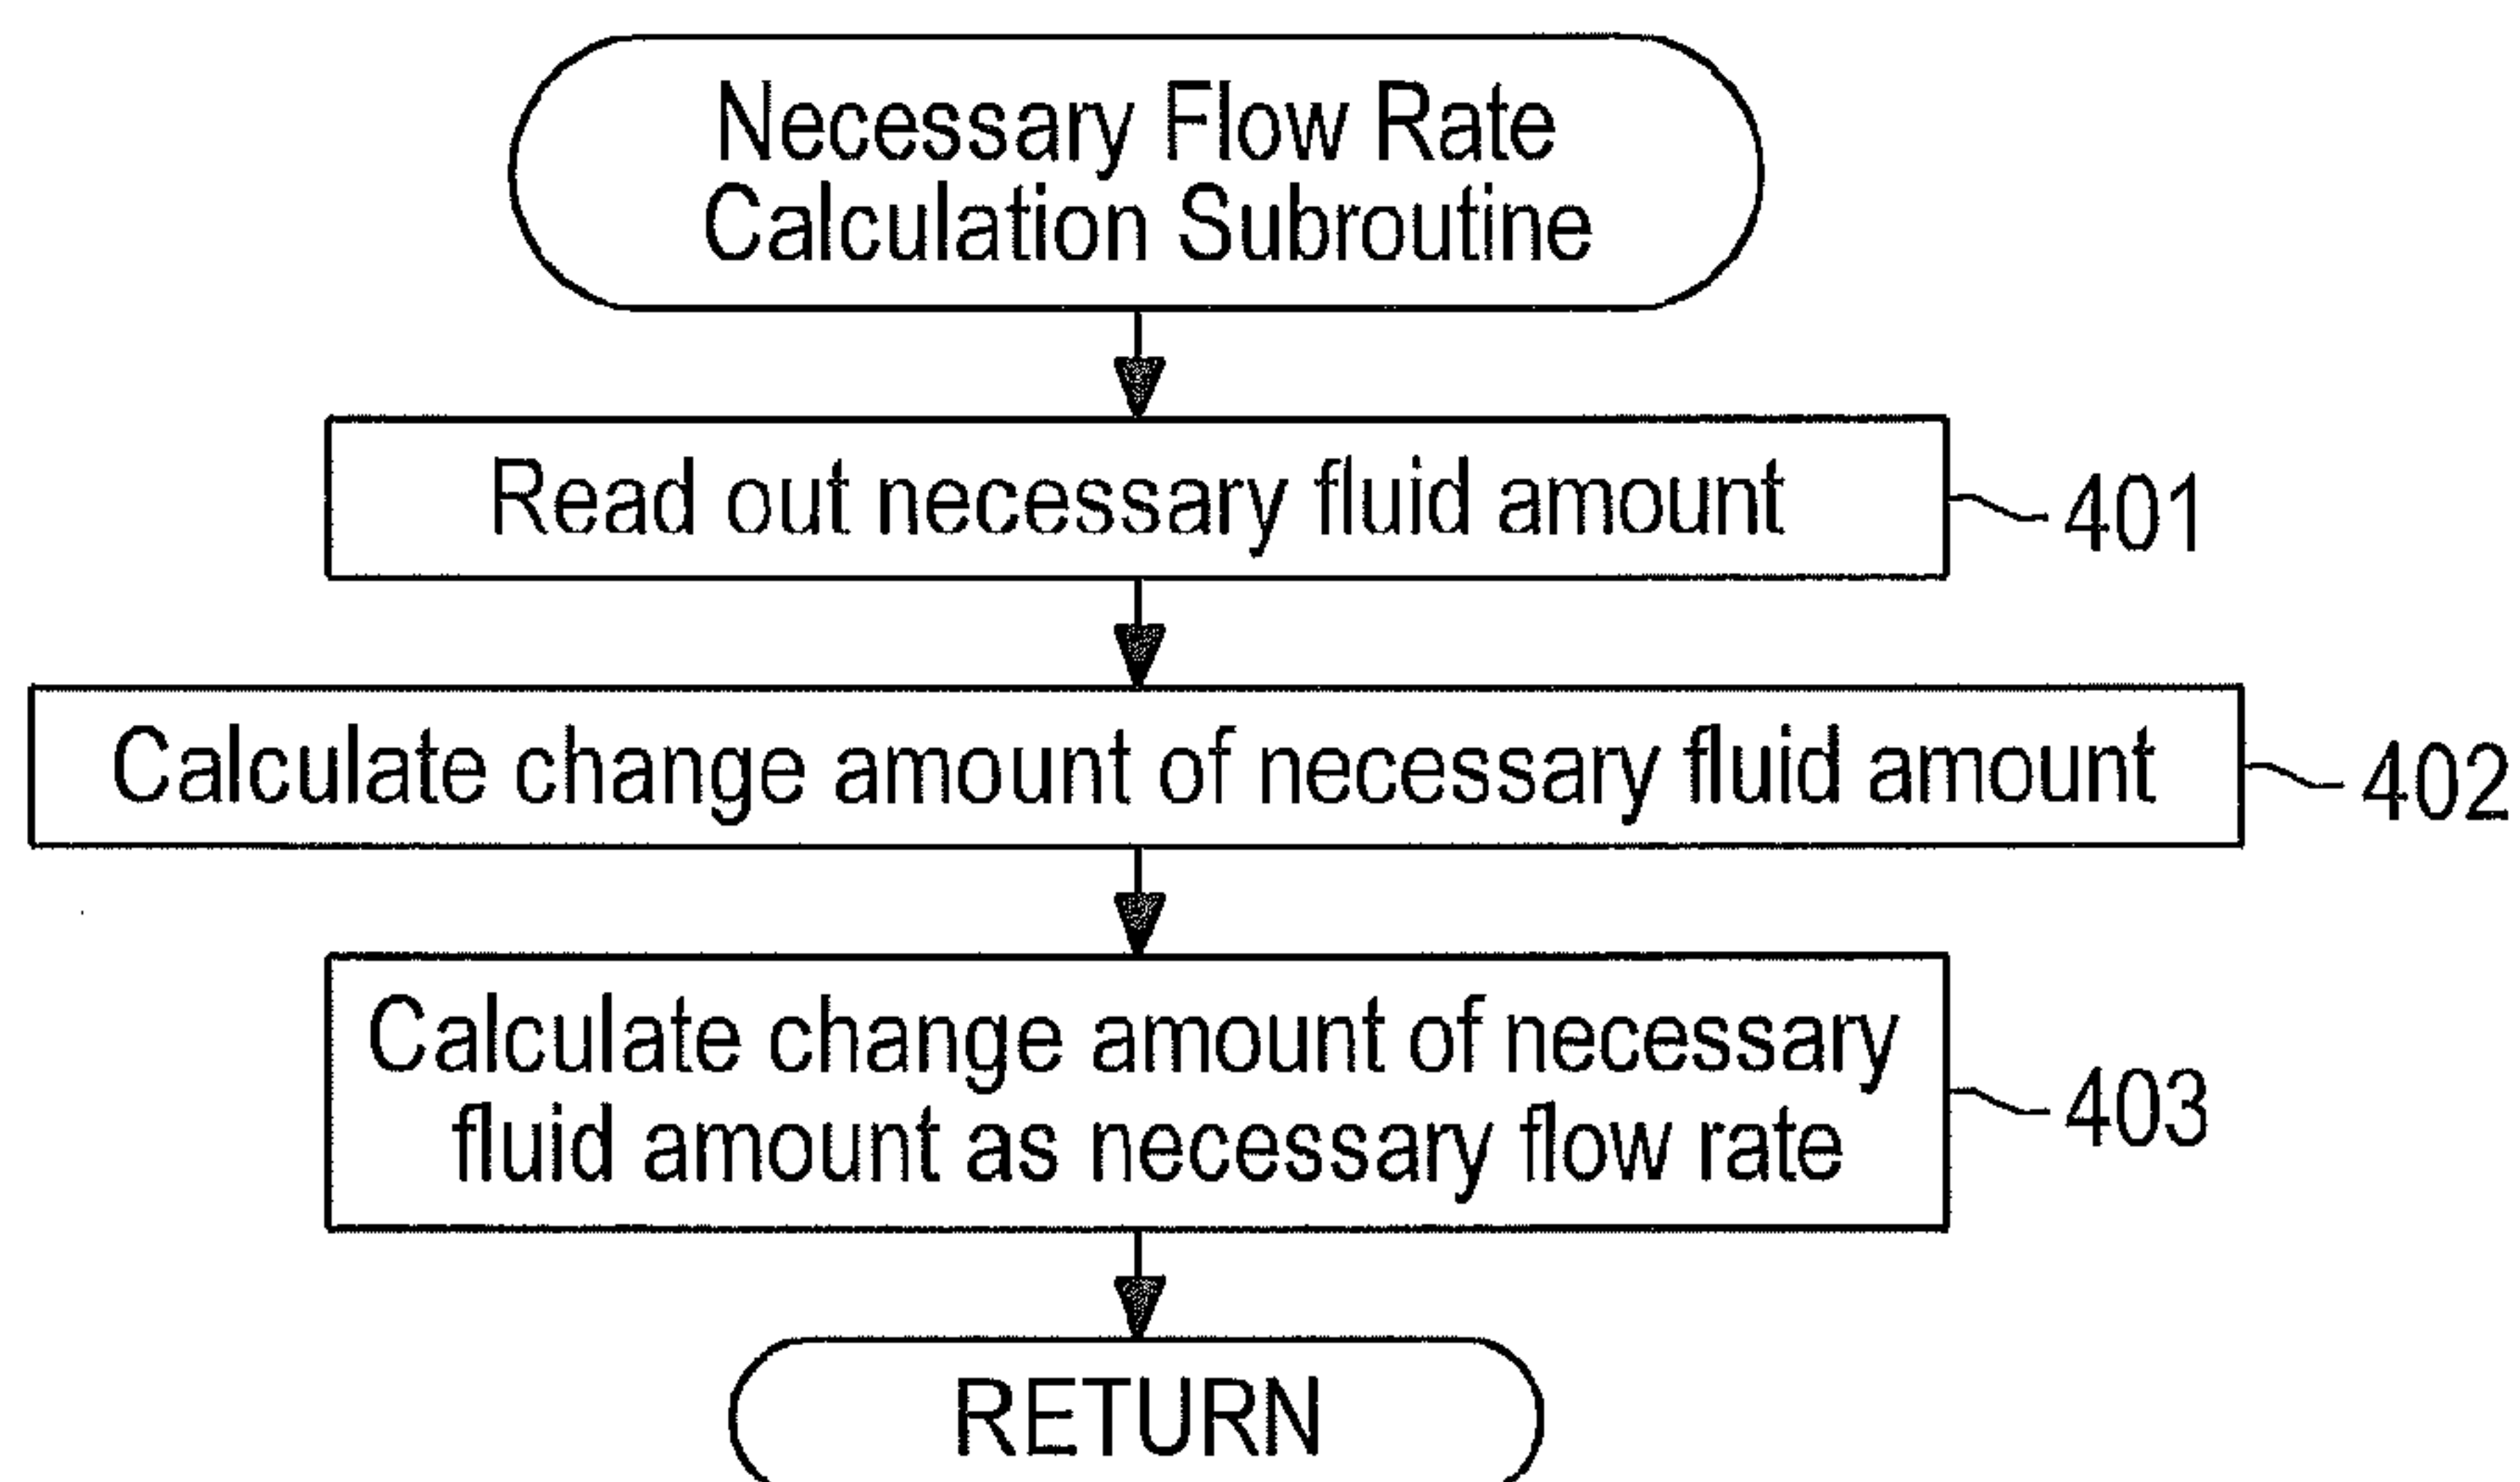 Necessary Flow Rate
Calculation Subroutine
Read out necessary fluid amount
401
Calculate change amount of necessary fluid amount
402
Calculate change amount of necessary
fluid amount as necessary flow rate
403
RETURN